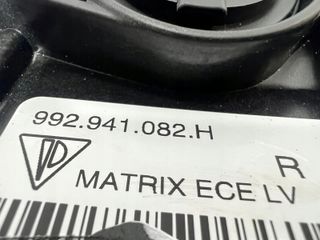 992.941.082.H
R
MATRIX ECE LV